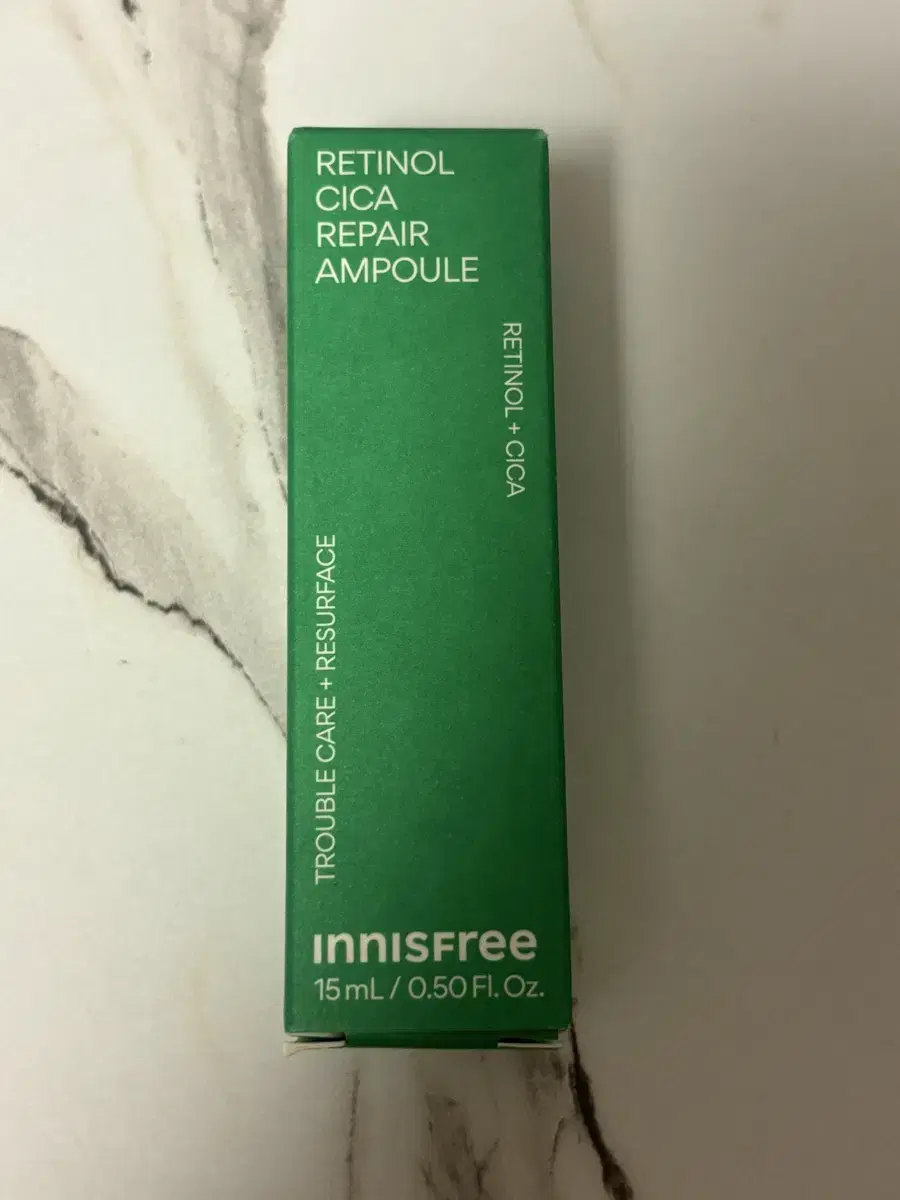 RETINOL
CICA
REPAIR
AMPOULE
RETINOL + CICA
TROUBLE CARE + RESURFACE
innisfree
15 mL / 0.50 Fl. Oz.